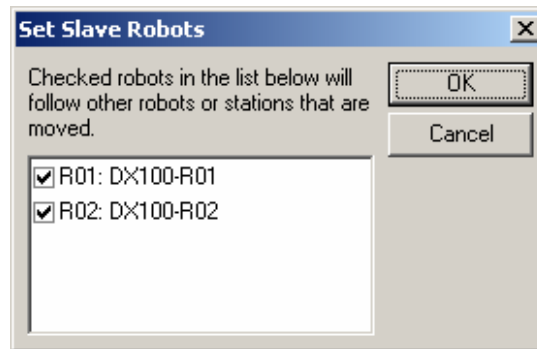 Set Slave Robots
Checked robots in the list below will
follow other robots or stations that are
moved.
OK
Cancel
R01: DX100-R01
R02: DX100-R02